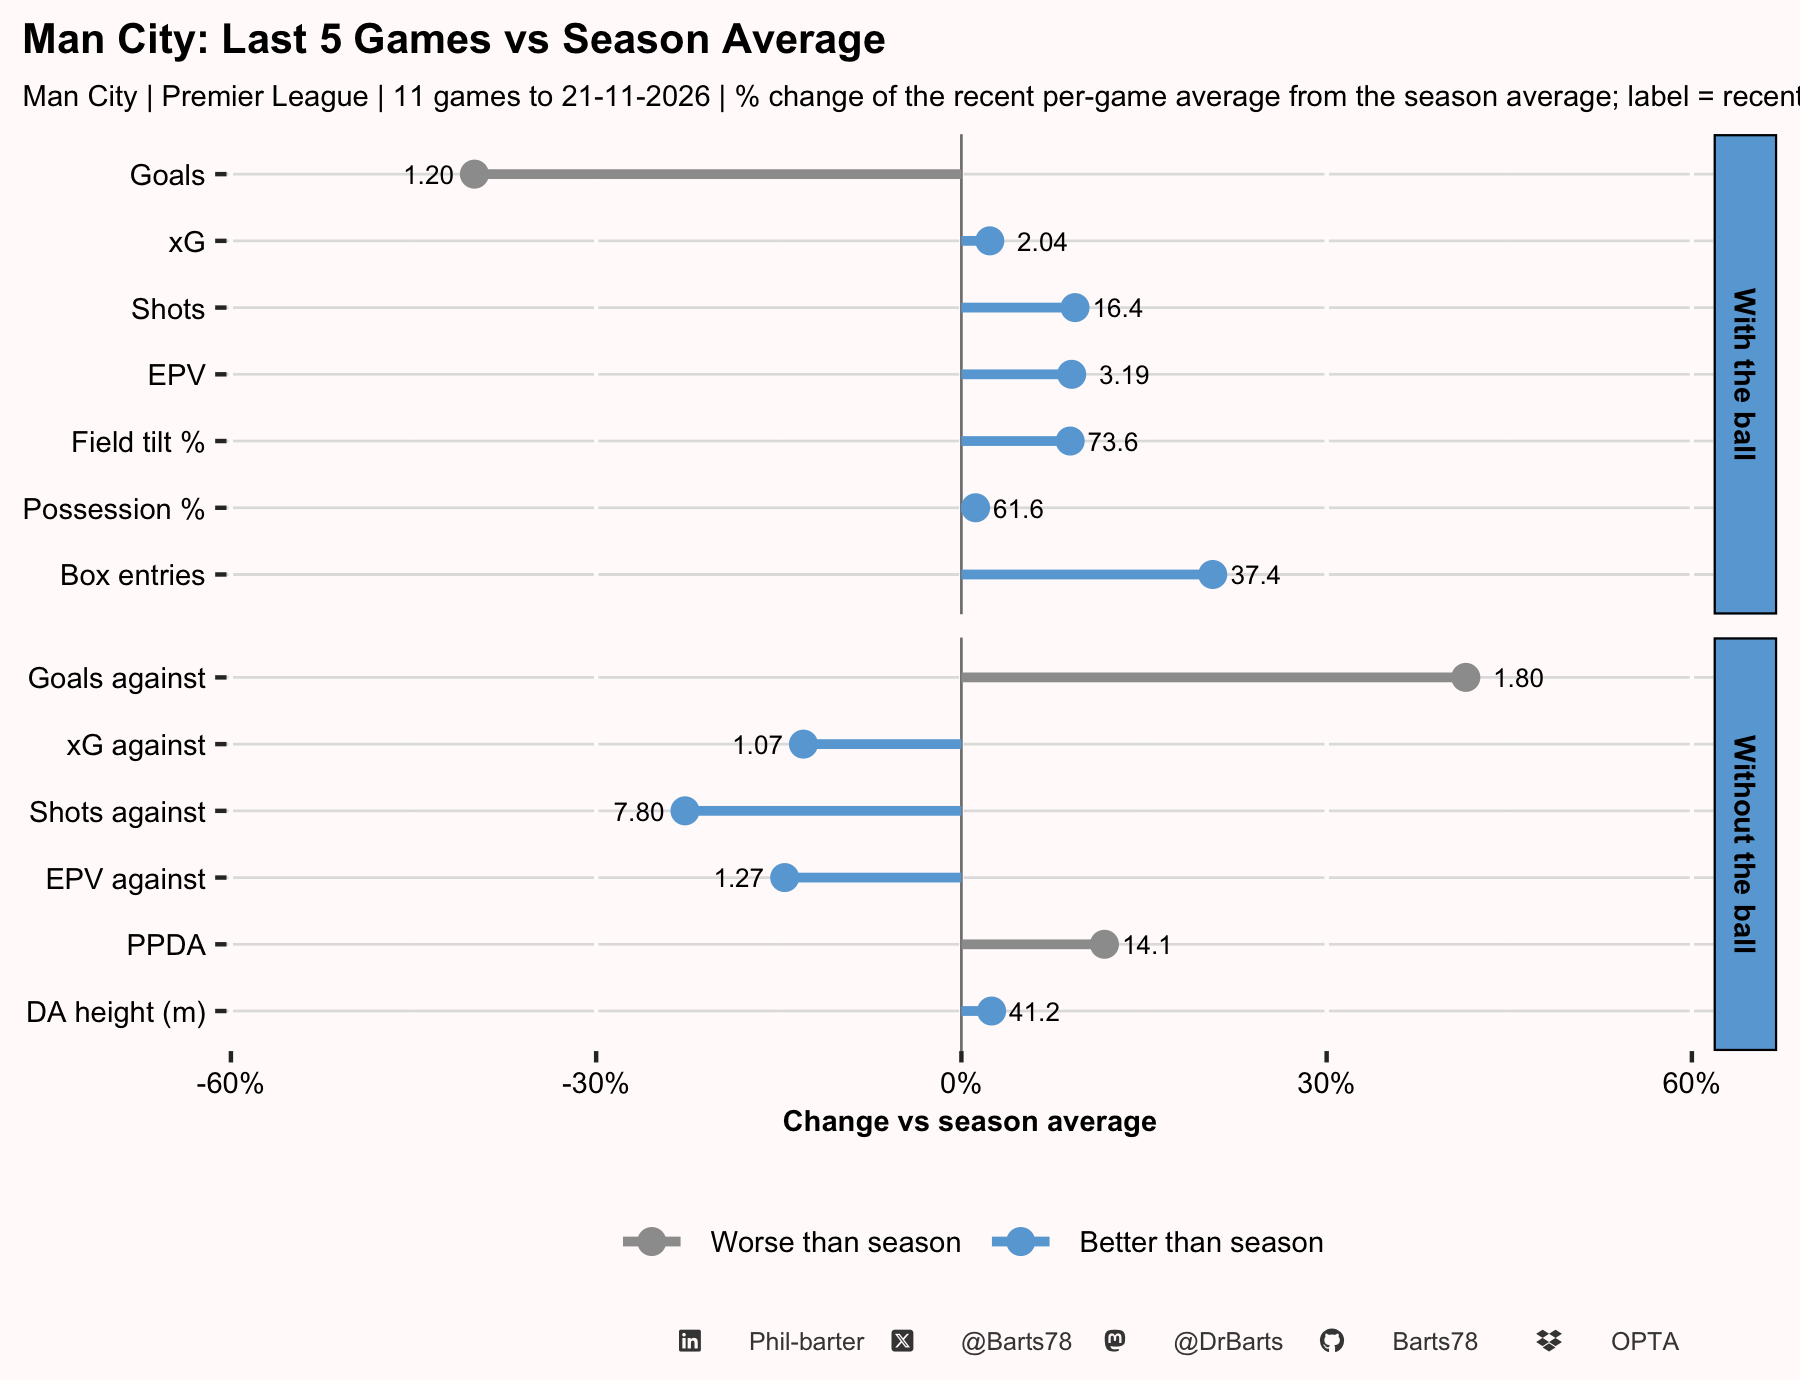 Man City: Last 5 Games vs Season Average
Man City | Premier League | 11 games to 21-11-2026 | % change of the recent per-game average from the season average; label = recent
Goals
1.20
xG
2.04
Shots
16.4
EPV
3.19
Field tilt %
73.6
Possession %
61.6
Box entries
37.4
With the ball
Goals against
1.80
xG against
1.07
Shots against
7.80
EPV against
1.27
PPDA
14.1
DA height (m)
41.2
Without the ball
-60% -30% 0% 30% 60%
Change vs season average
Worse than season Better than season
Phil-barter @Barts78 @DrBarts Barts78 OPTA